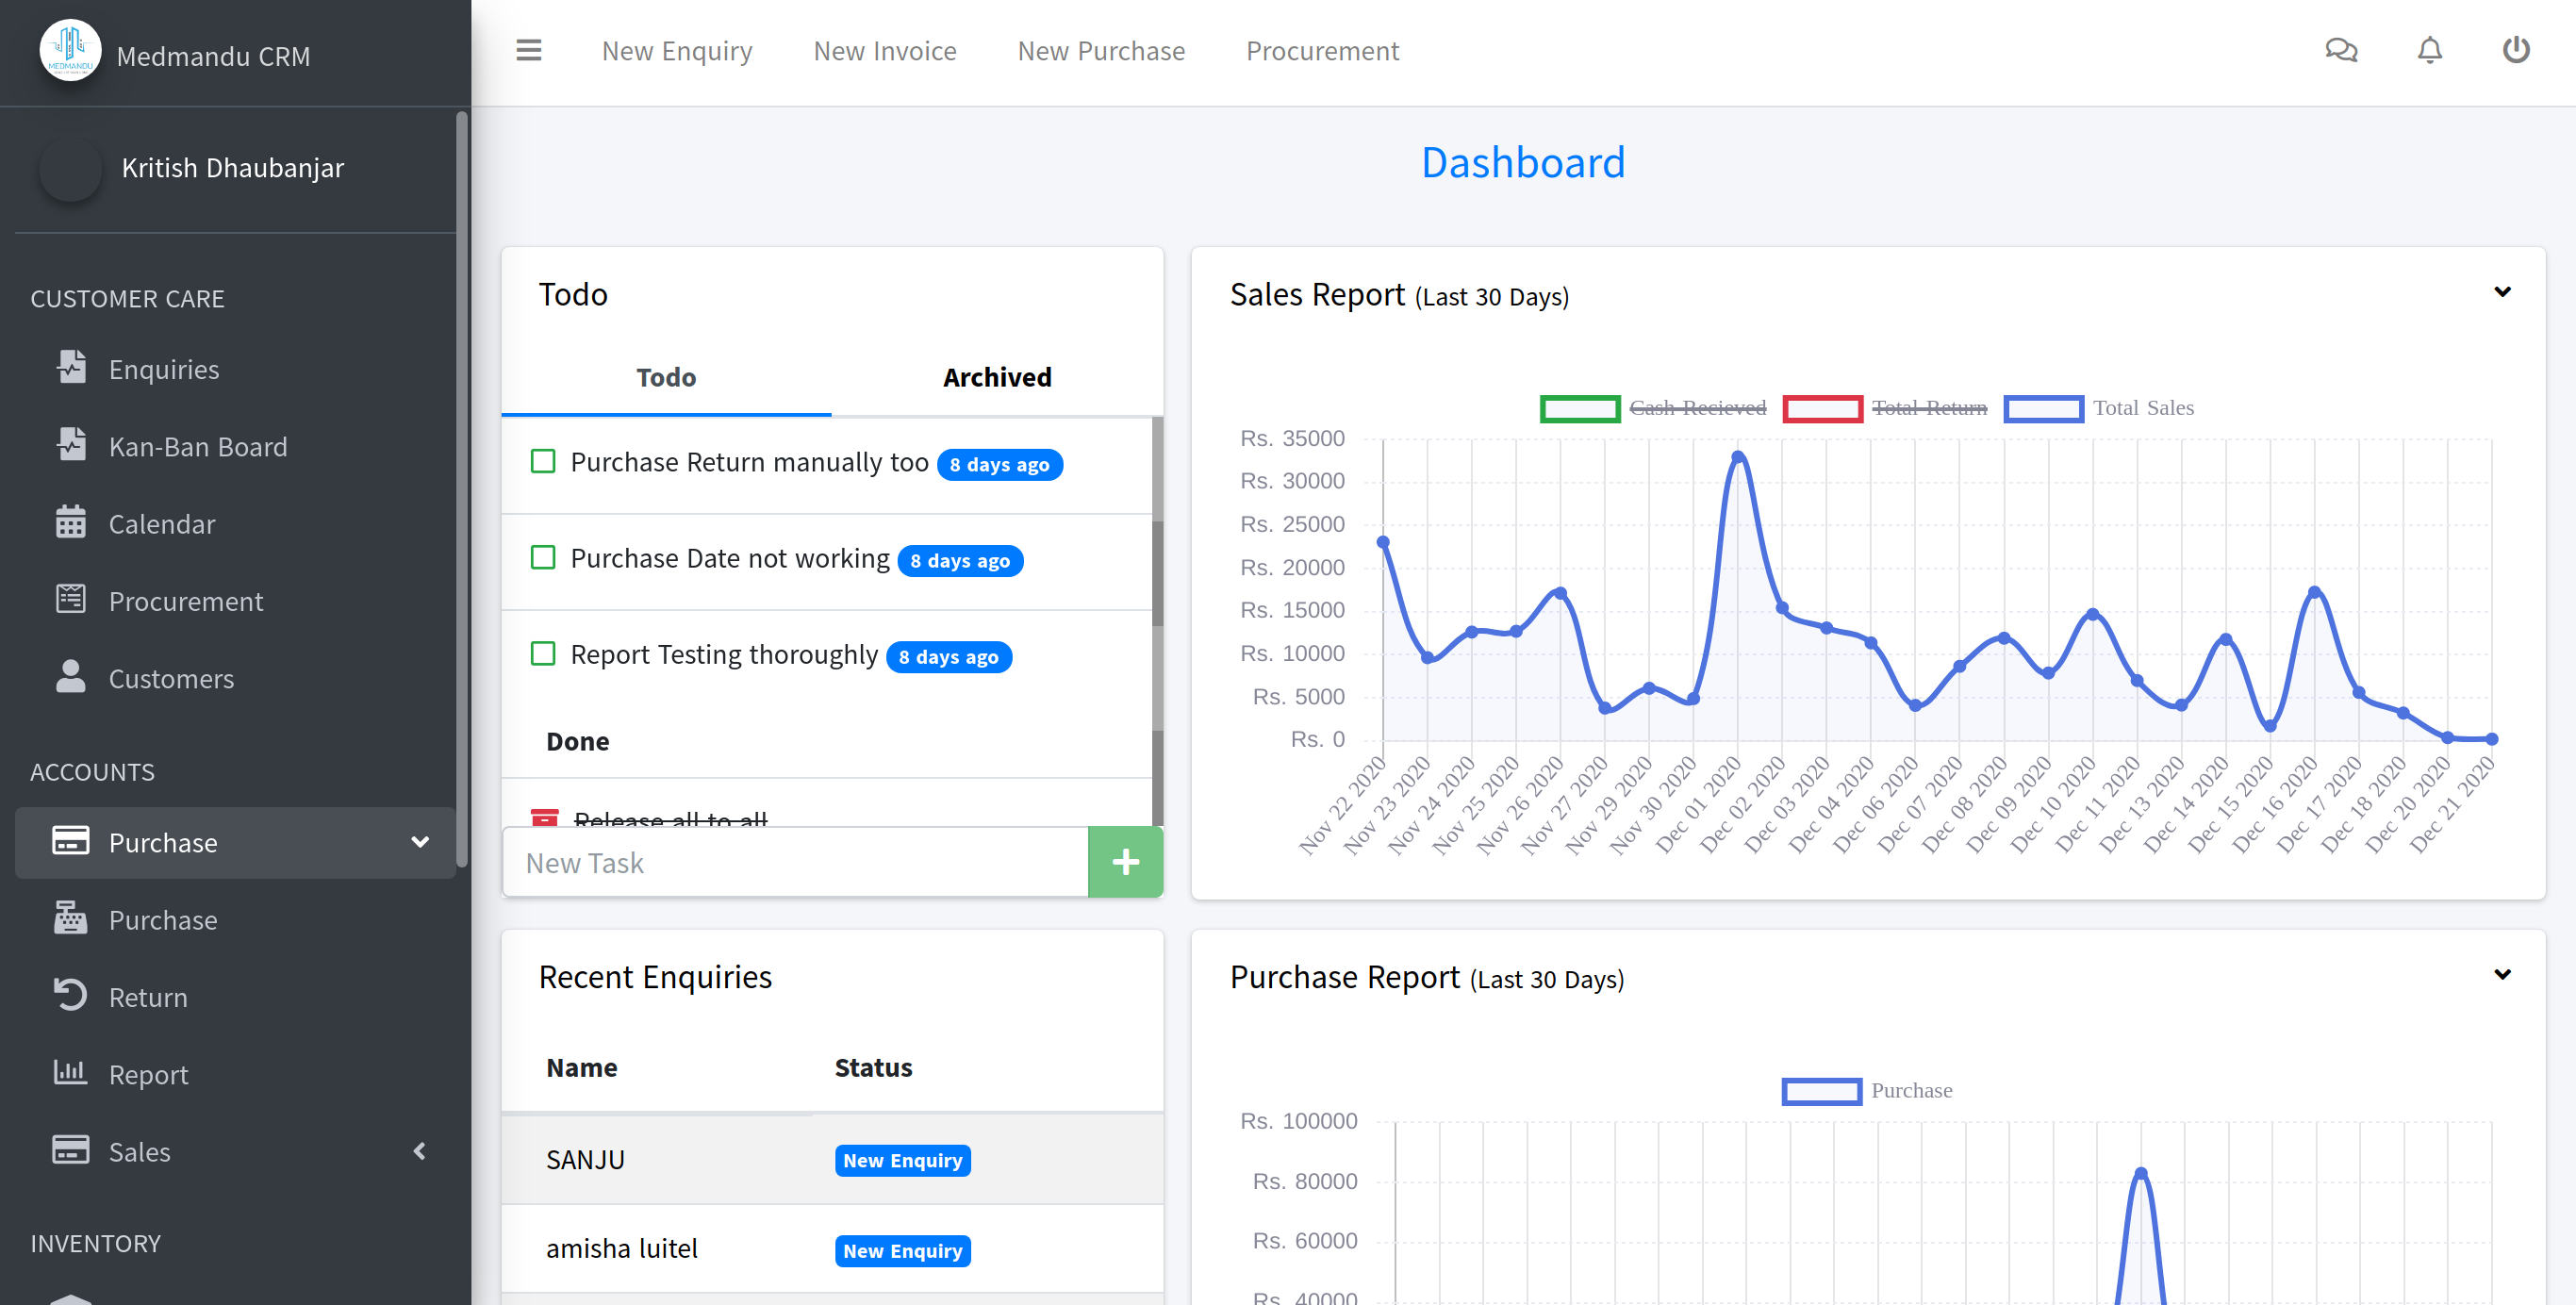 MEDMANDU
Medmandu CRM
New Enquiry
New Invoice
New Purchase
Procurement
Kritish Dhaubanjar
CUSTOMER CARE
Enquiries
Kan-Ban Board
Calendar
Procurement
Customers
ACCOUNTS
Purchase
Purchase
Return
Report
Sales
INVENTORY
Dashboard
Todo
Todo
Archived
Purchase Return manually too 8 days ago
Purchase Date not working 8 days ago
Report Testing thoroughly 8 days ago
Done
Release all to all
New Task
Sales Report (Last 30 Days)
Cash Recieved
Total Return
Total Sales
Rs. 35000
Rs. 30000
Rs. 25000
Rs. 20000
Rs. 15000
Rs. 10000
Rs. 5000
Rs. 0
Nov 22 2020
Nov 23 2020
Nov 24 2020
Nov 25 2020
Nov 26 2020
Nov 27 2020
Nov 29 2020
Nov 30 2020
Dec 01 2020
Dec 02 2020
Dec 03 2020
Dec 04 2020
Dec 06 2020
Dec 07 2020
Dec 08 2020
Dec 09 2020
Dec 10 2020
Dec 11 2020
Dec 13 2020
Dec 14 2020
Dec 15 2020
Dec 16 2020
Dec 17 2020
Dec 18 2020
Dec 20 2020
Dec 21 2020
Recent Enquiries
Name
Status
SANJU
New Enquiry
amisha luitel
New Enquiry
Purchase Report (Last 30 Days)
Purchase
Rs. 100000
Rs. 80000
Rs. 60000
Rs. 40000